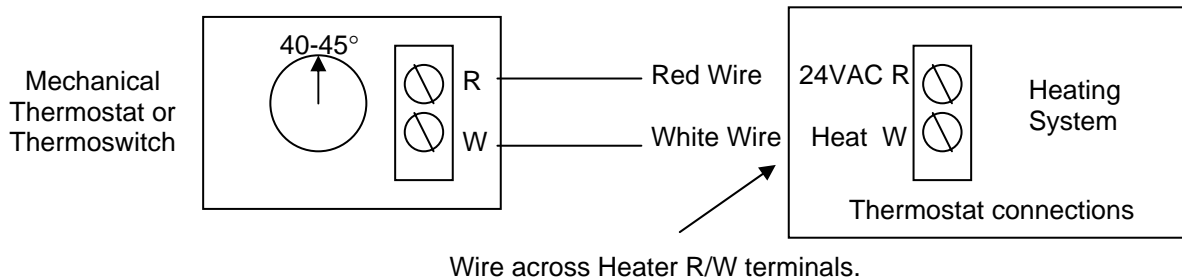 40-45°
Mechanical
Thermostat or
Thermoswitch
R
W
Red Wire
White Wire
24VAC R
Heat W
Heating
System
Thermostat connections
Wire across Heater R/W terminals.